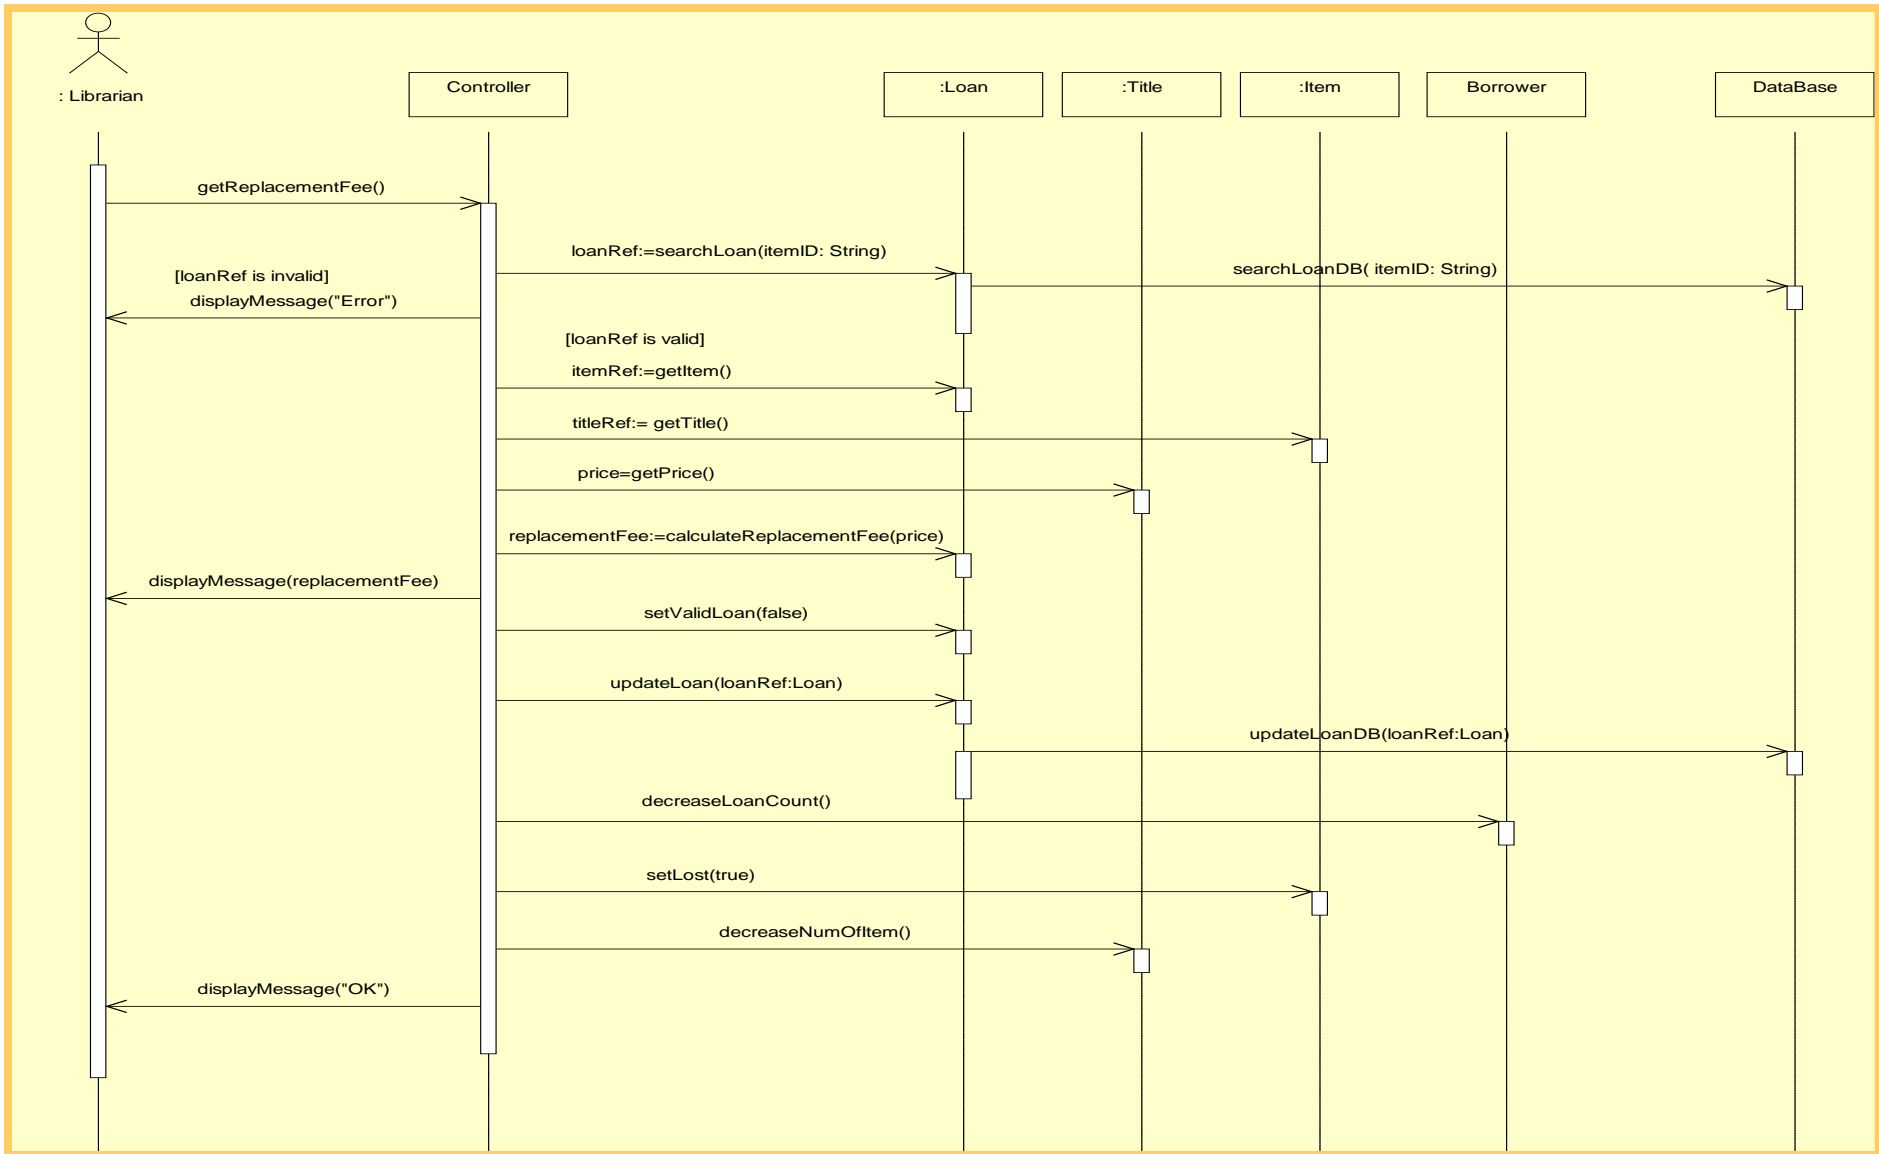 : Librarian
Controller
:Loan
:Title
:Item
Borrower
DataBase
getReplacementFee()
loanRef:=searchLoan(itemID: String)
searchLoanDB( itemID: String)
[loanRef is invalid]
displayMessage("Error")
[loanRef is valid]
itemRef:=getItem()
titleRef:= getTitle()
price=getPrice()
replacementFee:=calculateReplacementFee(price)
displayMessage(replacementFee)
setValidLoan(false)
updateLoan(loanRef:Loan)
updateLoanDB(loanRef:Loan)
decreaseLoanCount()
setLost(true)
decreaseNumOfItem()
displayMessage("OK")